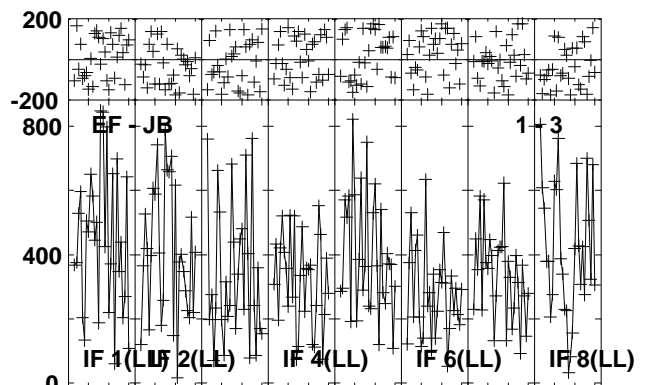 200
-200
800
EF - JB
1 - 3
400
IF 1(LL)
IF 2(LL)
IF 4(LL)
IF 6(LL)
IF 8(LL)
0